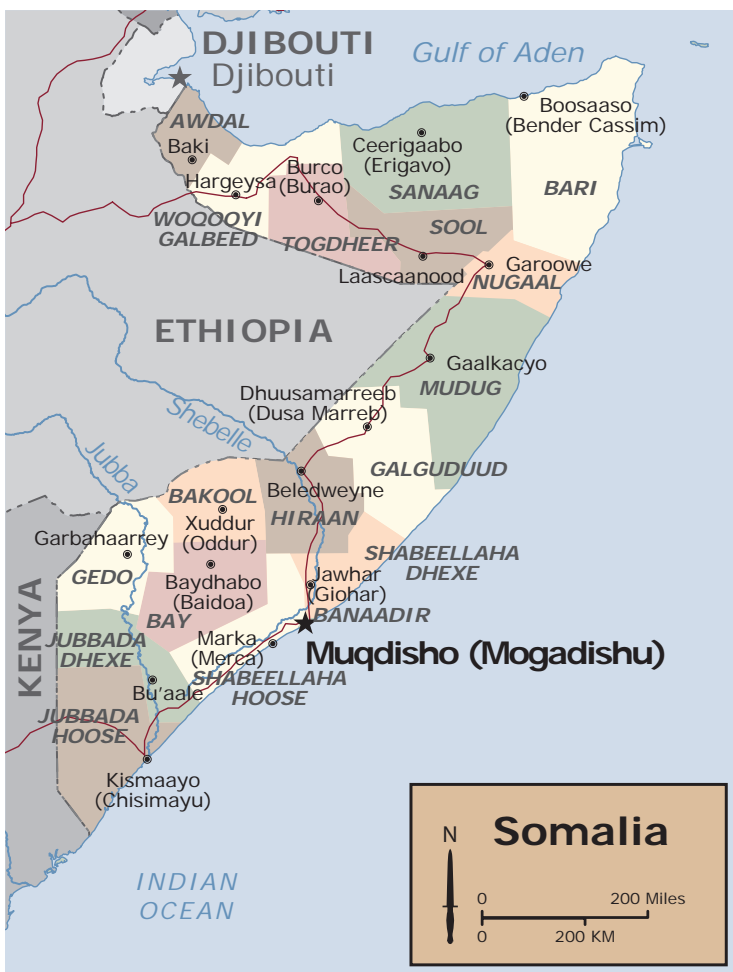 DJIBOUTI
Djibouti
Gulf of Aden
Boosaaso
(Bender Cassim)
AWDAL
Baki
Ceerigaabo
(Erigavo)
Hargeysa
Burco
(Burao)
SANAAG
BARI
WOQOOYI
GALBEED
TOGDHEER
SOOL
Laascaanood
Garoowe
NUGAAL
ETHIOPIA
Gaalkacyo
MUDUG
Dhuusamarreeb
(Dusa Marreb)
Shebelle
Jubba
GALGUDUUD
Beledweyne
HIRAAN
BAKOOL
Xuddur
(Oddur)
Garbahaarrey
GEDO
SHABEELLAHA
DHEXE
Baydhabo
(Baidoa)
Jawhar
(Giohar)
BAY
BANAADIR
KENYA
JUBBADA
DHEXE
Marka
(Merca)
Muqdisho (Mogadishu)
SHABEELLAHA
HOOSE
Bu'aale
JUBBADA
HOOSE
Kismaayo
(Chisimayu)
INDIAN
OCEAN
Somalia
N
0 200 Miles
0 200 KM